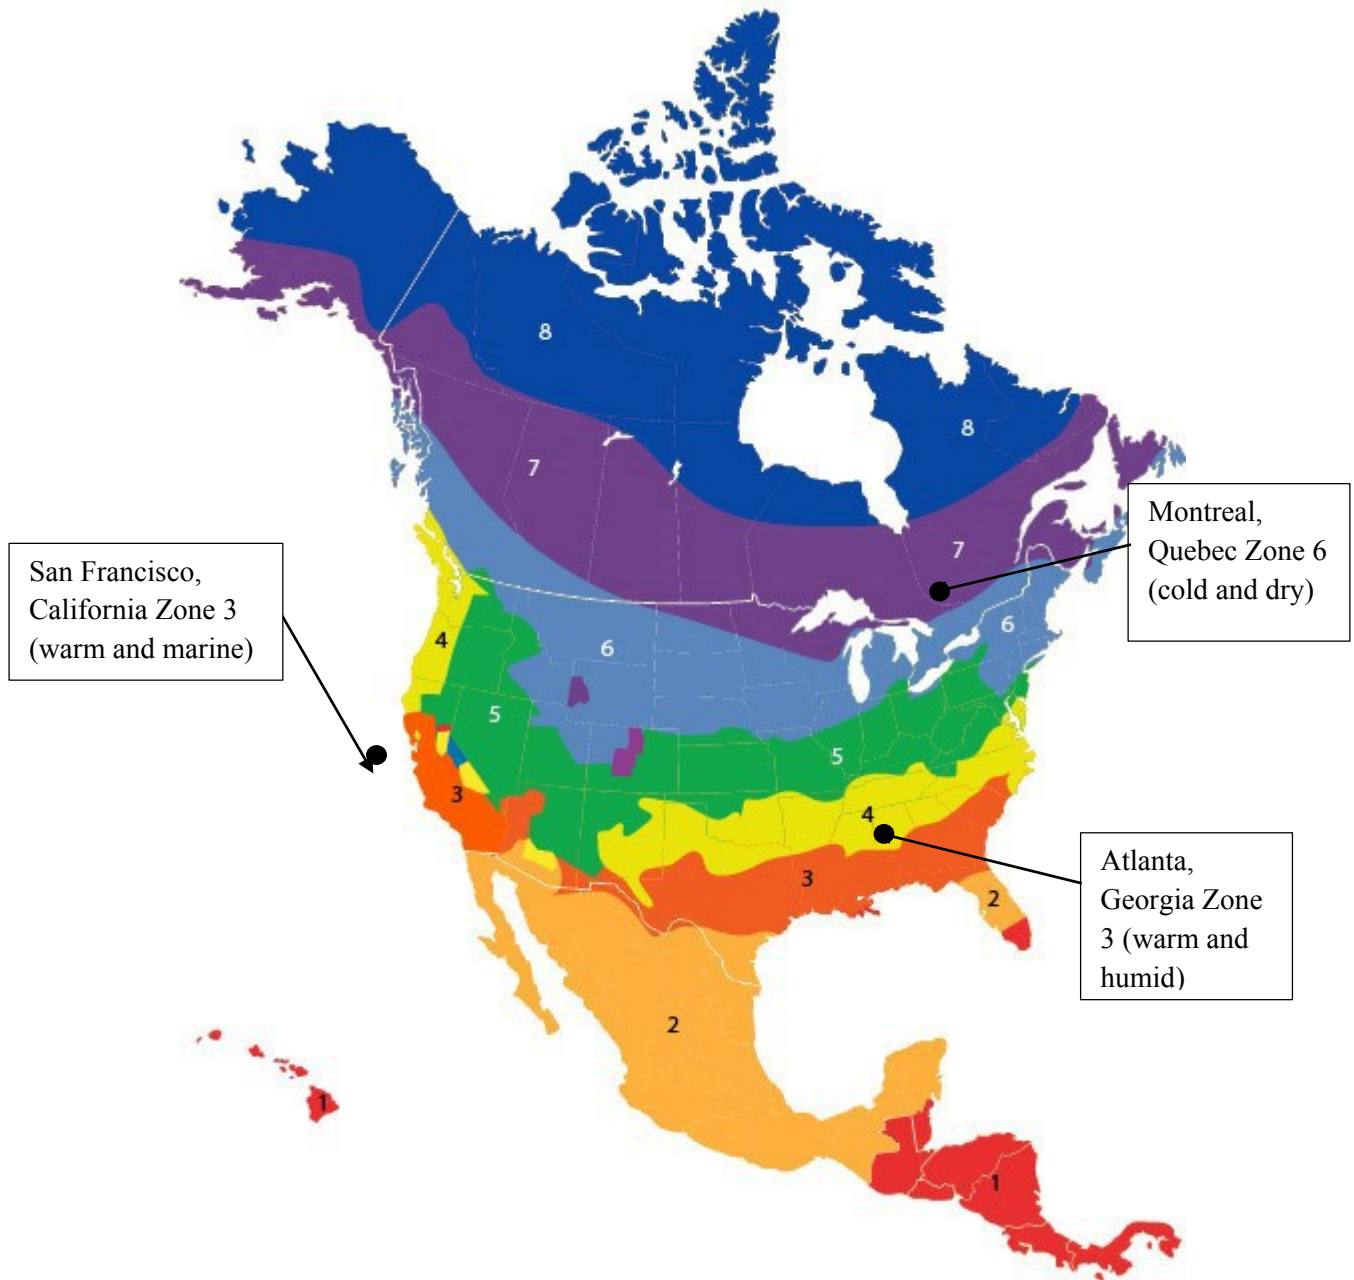 8
8
7
7
Montreal,
Quebec Zone 6
(cold and dry)
San Francisco,
California Zone 3
(warm and marine)
4
6
6
5
5
3
4
3
2
Atlanta,
Georgia Zone
3 (warm and
humid)
2
1
1